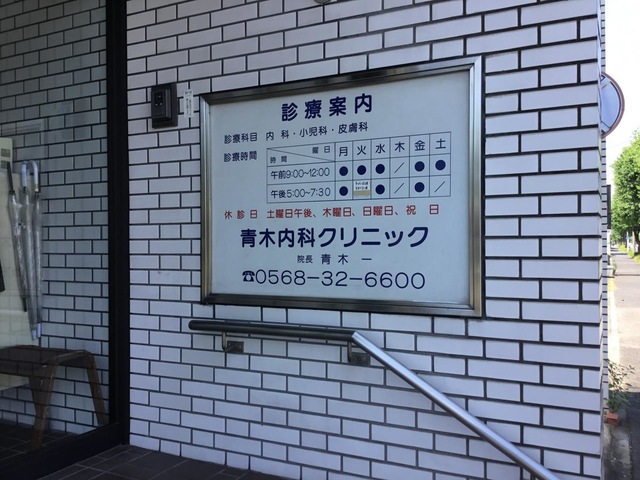 診療案内
診療科目 内科・小児科・皮膚科
診療時間
曜日 月 火 水 木 金 土
時間
午前9:00~12:00 ● ● ● / ● ●
午後5:00~7:30 ● ● / ● /
休診日 土曜日午後、木曜日、日曜日、祝日
青木内科クリニック
院長 青木 一
☎0568-32-6600